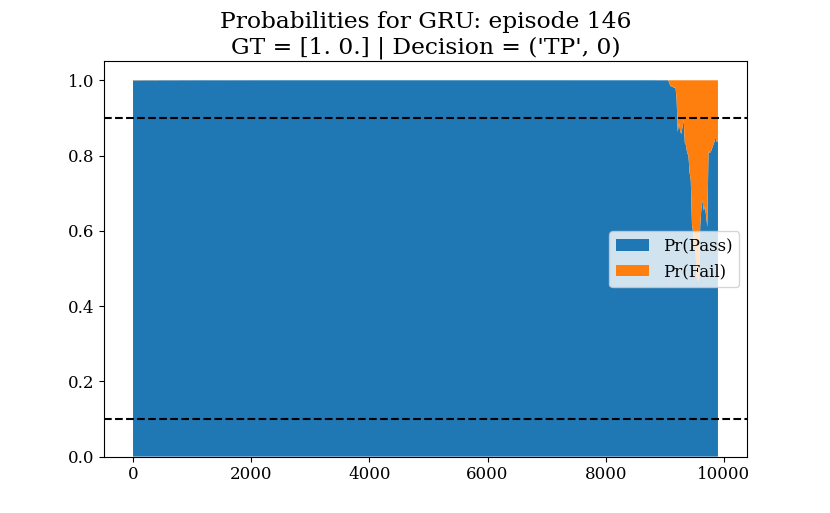 Probabilities for GRU: episode 146
GT = [1. 0.] | Decision = ('TP', 0)
1.0
0.8
0.6
0.4
0.2
0.0
Pr(Pass)
Pr(Fail)
0 2000 4000 6000 8000 10000